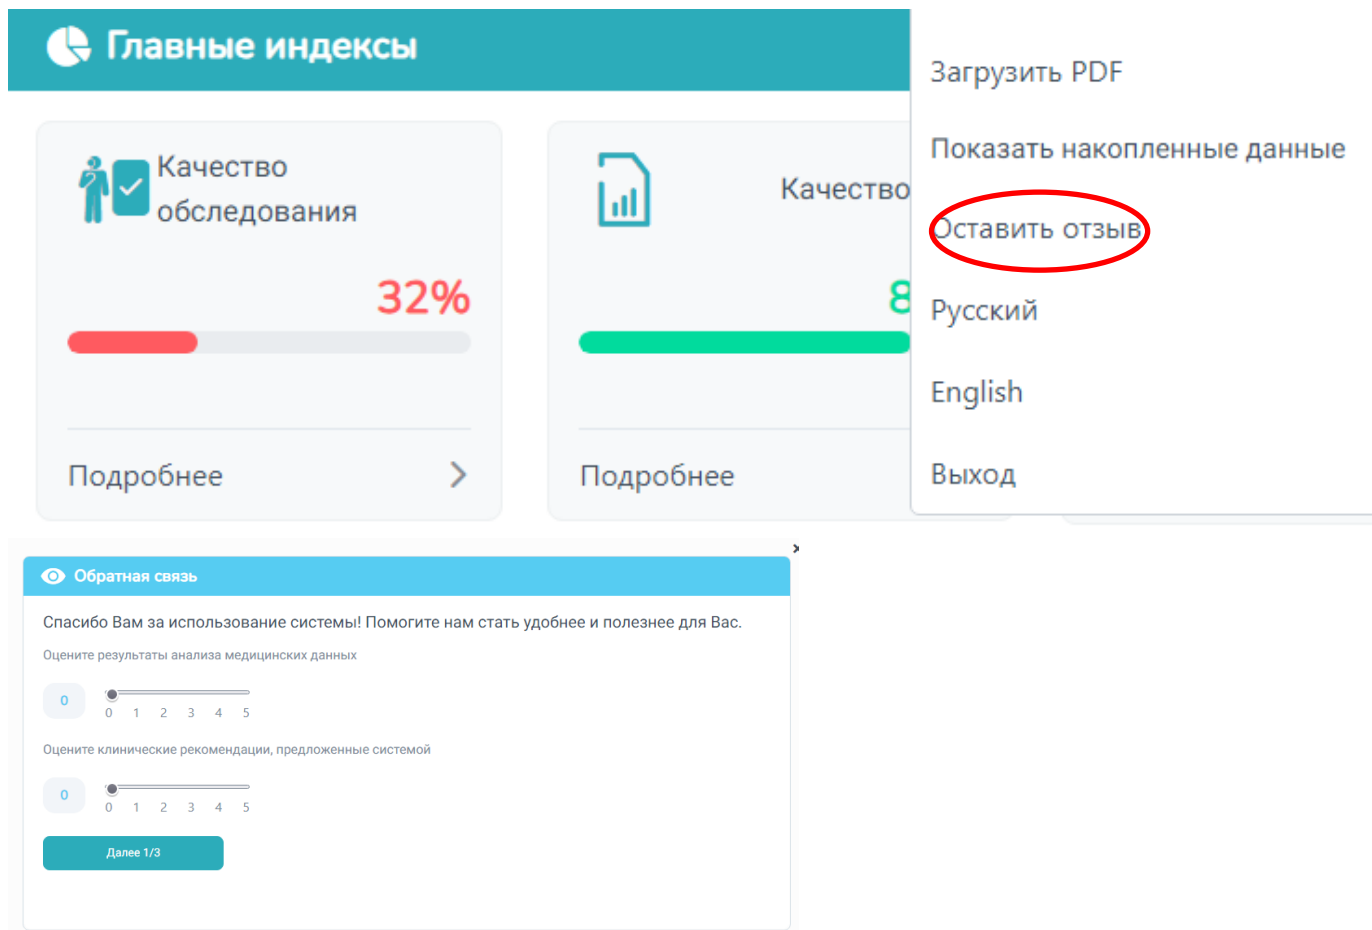 Главные индексы
Качество
обследования
32%
Подробнее
Качество
8
Подробнее
Загрузить PDF
Показать накопленные данные
Оставить отзыв
Русский
English
Выход
Обратная связь
Спасибо Вам за использование системы! Помогите нам стать удобнее и полезнее для Вас.
Оцените результаты анализа медицинских данных
0
0 1 2 3 4 5
Оцените клинические рекомендации, предложенные системой
0
0 1 2 3 4 5
Далее 1/3